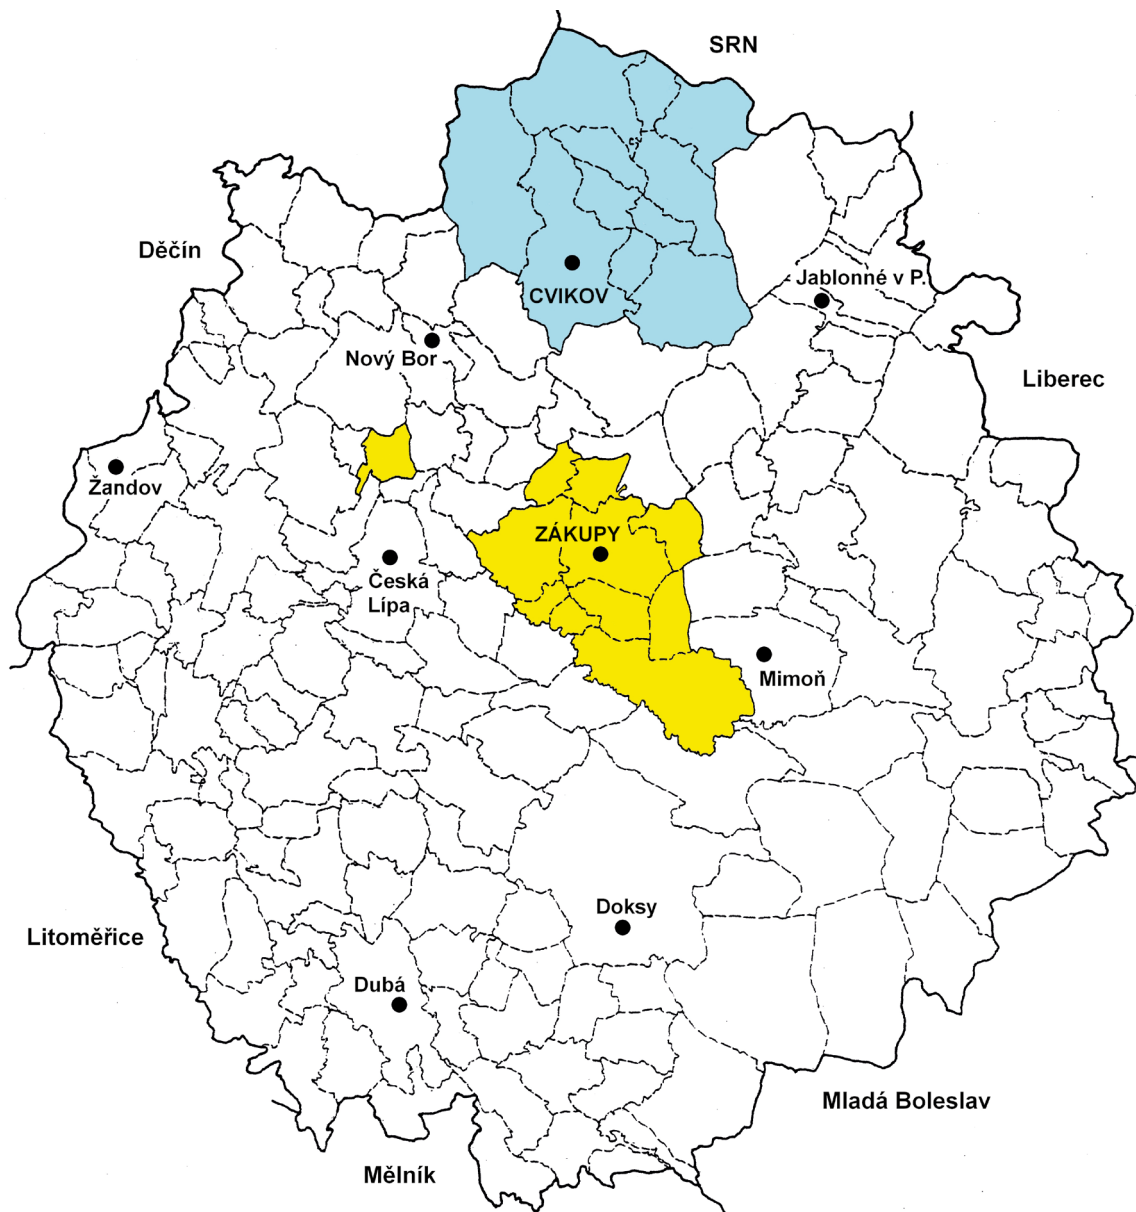 SRN
Děčín
Jablonné v P.
CVIKOV
Nový Bor
Liberec
Žandov
ZÁKUPY
Česká
Lípa
Mimoň
Doksy
Litoměřice
Dubá
Mladá Boleslav
Mělník